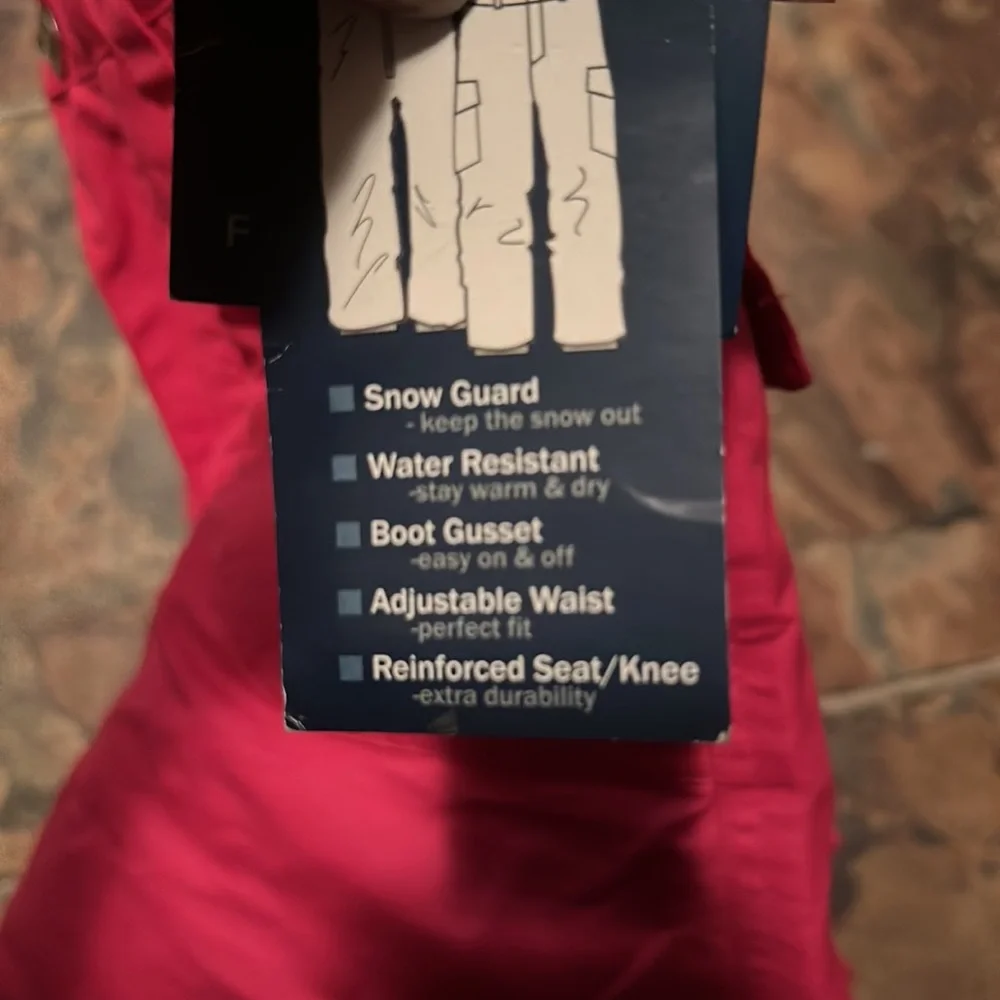 F
Snow Guard
- keep the snow out
Water Resistant
-stay warm & dry
Boot Gusset
-easy on & off
Adjustable Waist
-perfect fit
Reinforced Seat/Knee
-extra durability